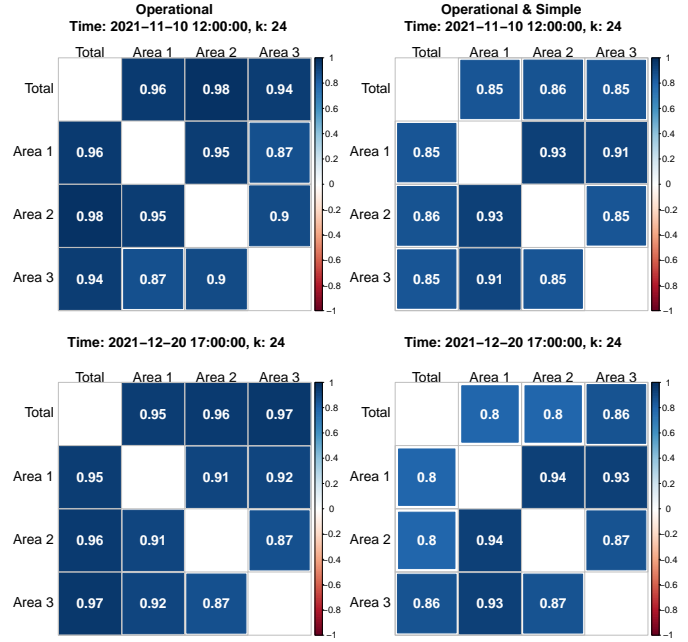 Operational
Time: 2021−11−10 12:00:00, k: 24
Total Area 1 Area 2 Area 3
Total 0.96 0.98 0.94
Area 1 0.96 0.95 0.87
Area 2 0.98 0.95 0.9
Area 3 0.94 0.87 0.9
1
0.8
0.6
0.4
0.2
0
−0.2
−0.4
−0.6
−0.8
−1
Operational & Simple
Time: 2021−11−10 12:00:00, k: 24
Total Area 1 Area 2 Area 3
Total 0.85 0.86 0.85
Area 1 0.85 0.93 0.91
Area 2 0.86 0.93 0.85
Area 3 0.85 0.91 0.85
1
0.8
0.6
0.4
0.2
0
−0.2
−0.4
−0.6
−0.8
−1
Time: 2021−12−20 17:00:00, k: 24
Total Area 1 Area 2 Area 3
Total 0.95 0.96 0.97
Area 1 0.95 0.91 0.92
Area 2 0.96 0.91 0.87
Area 3 0.97 0.92 0.87
1
0.8
0.6
0.4
0.2
0
−0.2
−0.4
−0.6
−0.8
−1
Time: 2021−12−20 17:00:00, k: 24
Total Area 1 Area 2 Area 3
Total 0.8 0.8 0.86
Area 1 0.8 0.94 0.93
Area 2 0.8 0.94 0.87
Area 3 0.86 0.93 0.87
1
0.8
0.6
0.4
0.2
0
−0.2
−0.4
−0.6
−0.8
−1